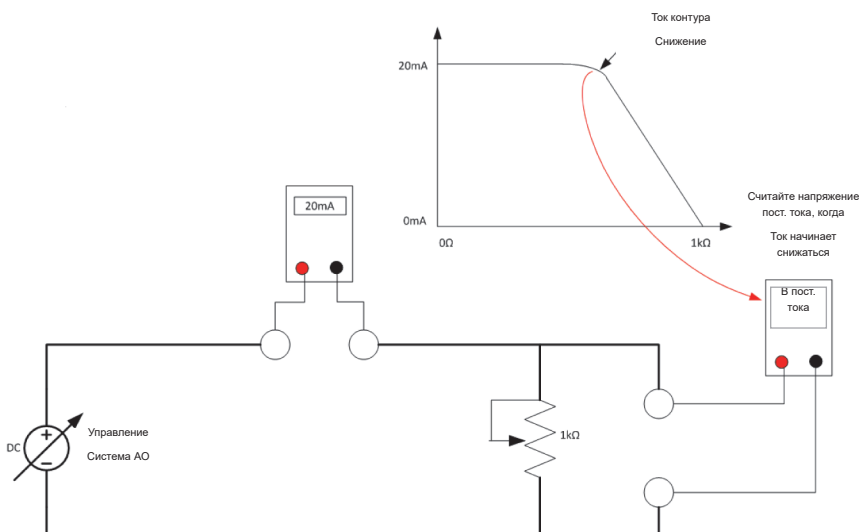 Ток контура
Снижение
20mA
0mA
0Ω
1kΩ
Считайте напряжение
пост. тока, когда
Ток начинает
снижаться
20mA
В пост.
тока
DC
+
−
Управление
Система АО
1kΩ